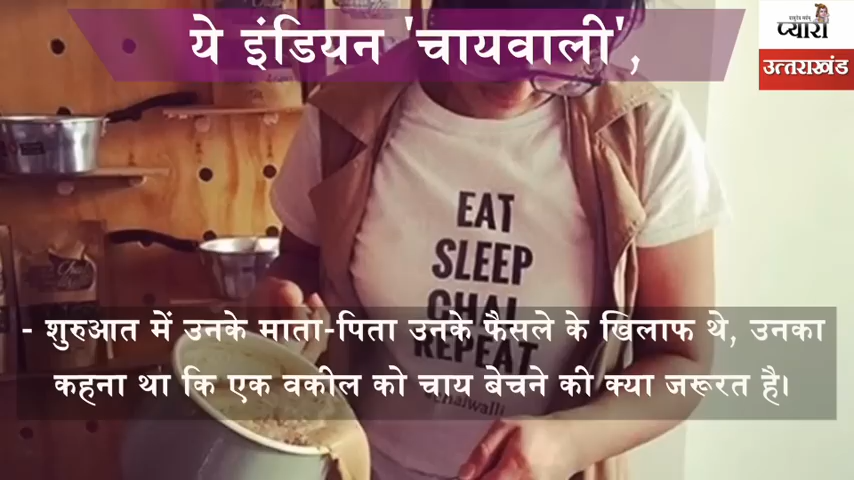 ये इंडियन 'चायवाली',
प्यारा
उत्तराखंड
EAT
SLEEP
CHAI
REPEAT
- शुरुआत में उनके माता-पिता उनके फैसले के खिलाफ थे, उनका
कहना था कि एक वकील को चाय बेचने की क्या जरूरत है।